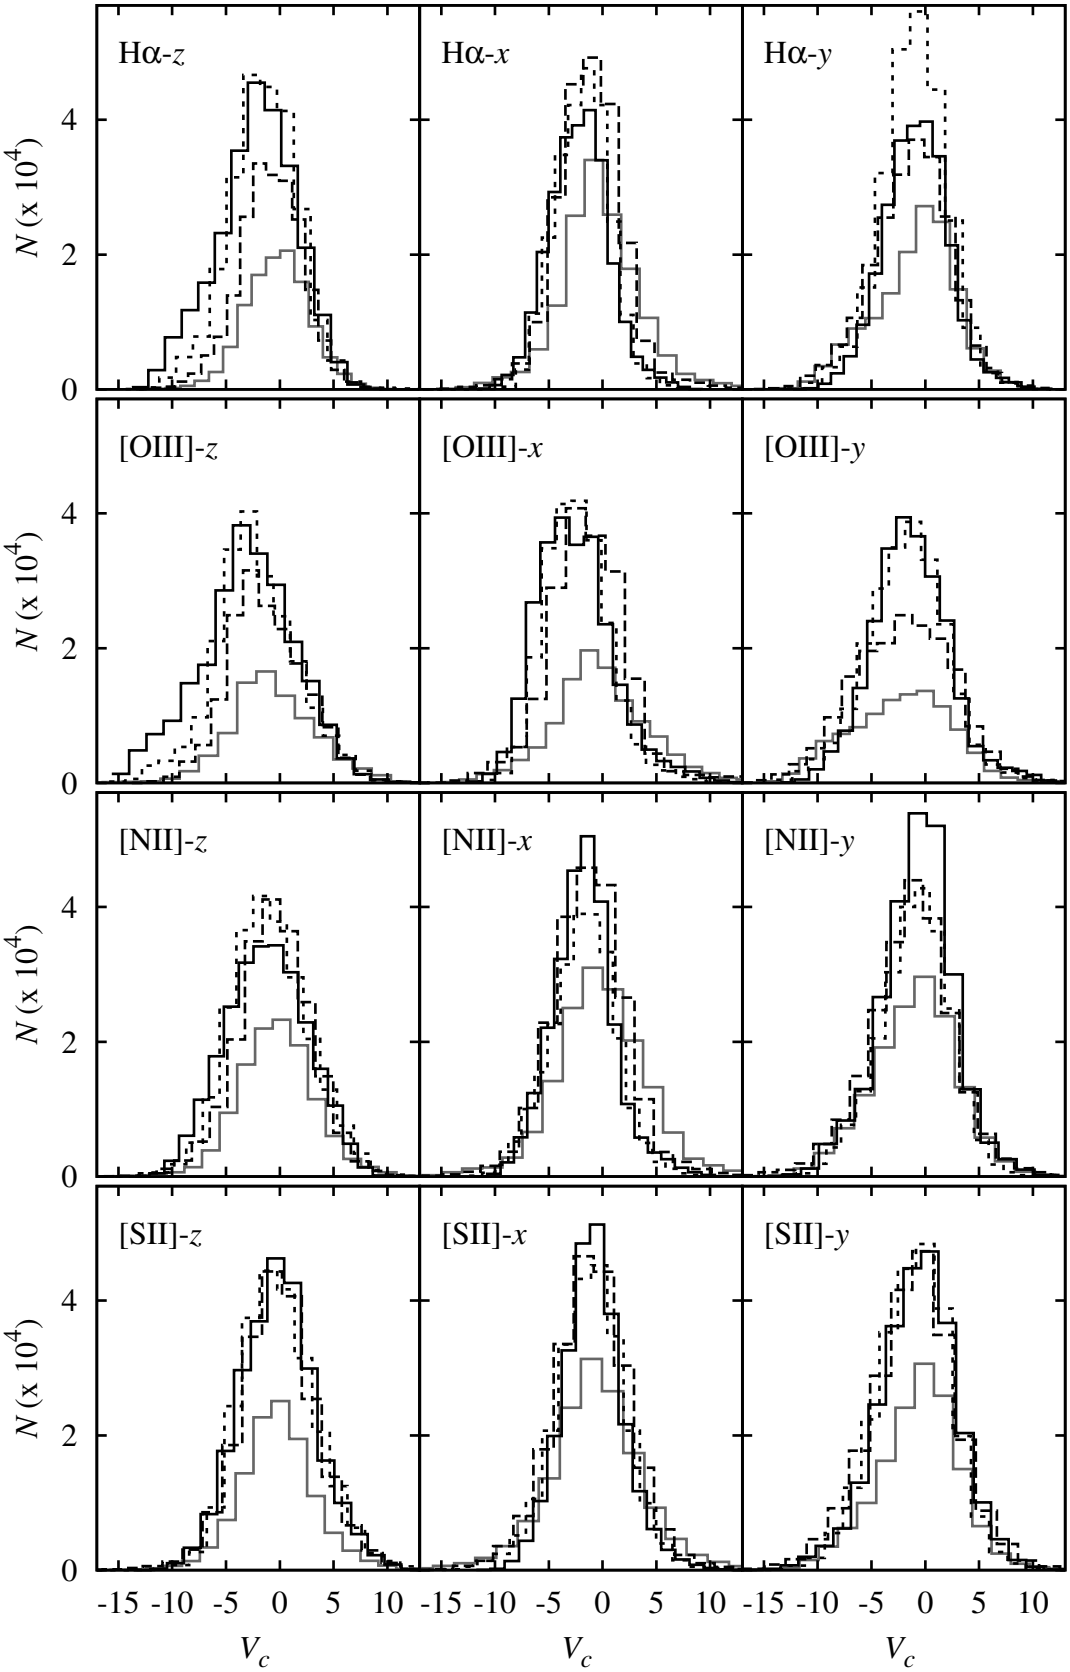 Hα-z Hα-x Hα-y
N (x 10^4)
4
2
0
[OIII]-z [OIII]-x [OIII]-y
N (x 10^4)
4
2
0
[NII]-z [NII]-x [NII]-y
N (x 10^4)
4
2
0
[SII]-z [SII]-x [SII]-y
N (x 10^4)
4
2
0
-15 -10 -5 0 5 10 -15 -10 -5 0 5 10 -15 -10 -5 0 5 10
V_c V_c V_c